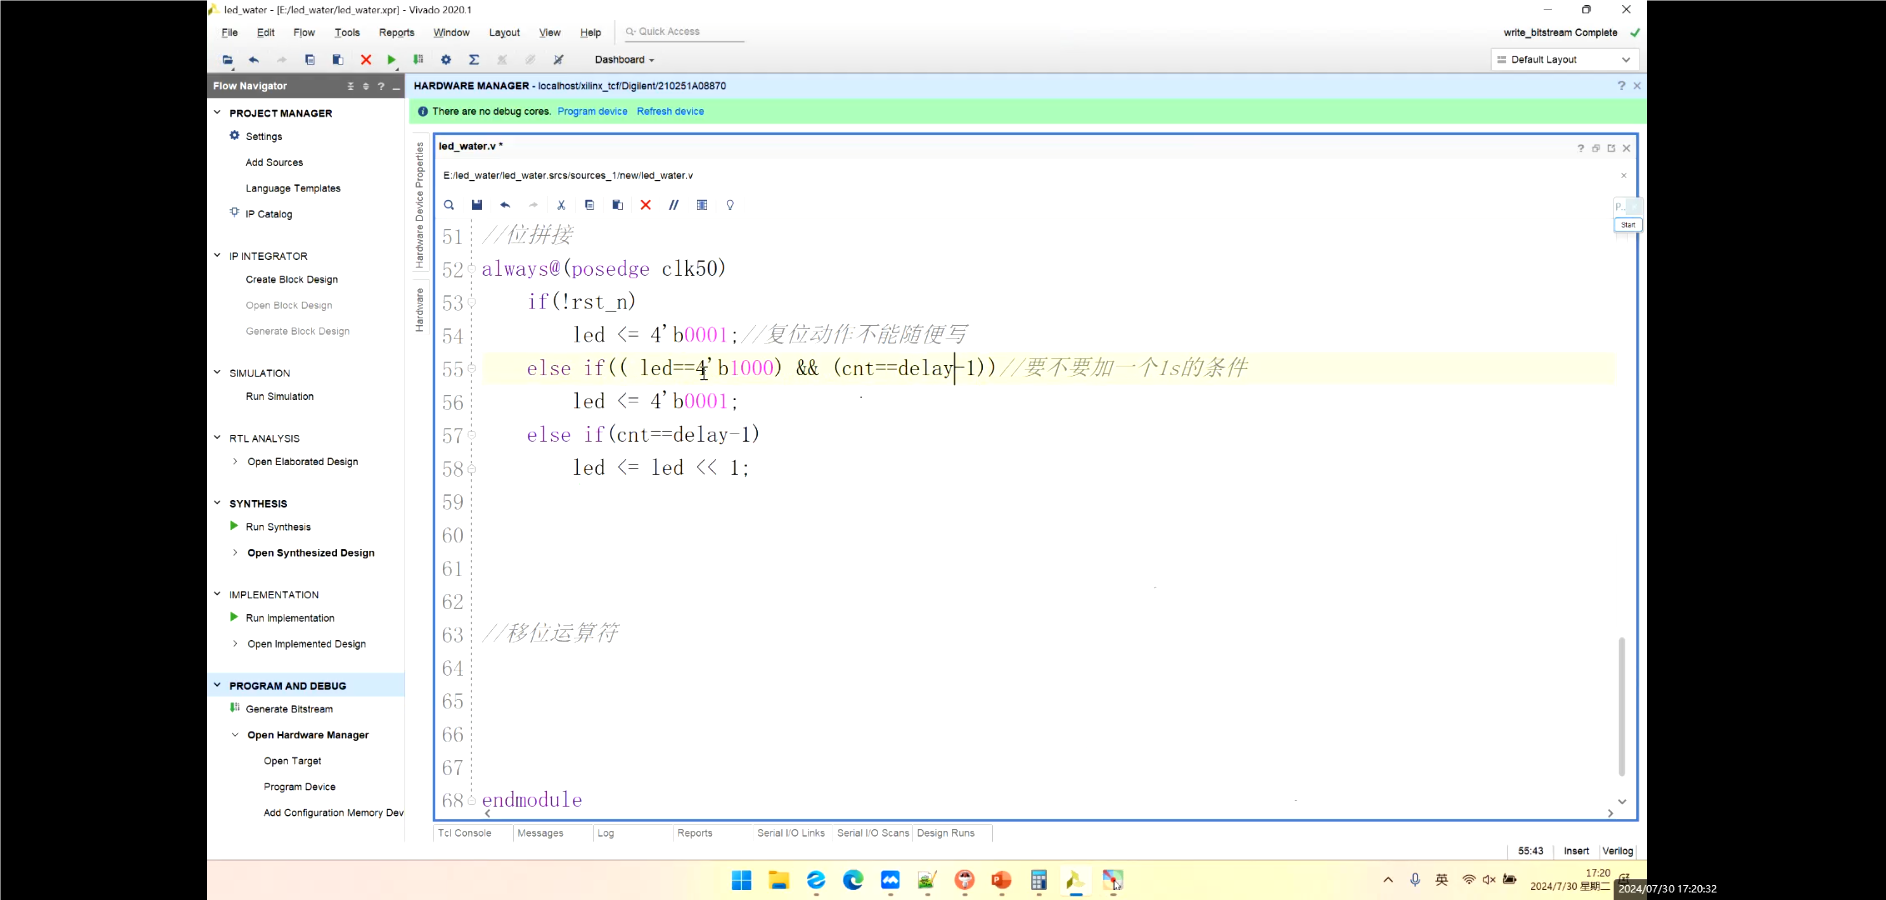 led_water - [E:/led_water/led_water.xpr] - Vivado 2020.1
File Edit Flow Tools Reports Window Layout View Help Quick Access
write_bitstream Complete
Dashboard
Default Layout
Flow Navigator
HARDWARE MANAGER - localhost/xilinx_tcf/Digilent/210251A08870
There are no debug cores. Program device Refresh device
PROJECT MANAGER
Settings
Add Sources
Language Templates
IP Catalog
IP INTEGRATOR
Create Block Design
Open Block Design
Generate Block Design
SIMULATION
Run Simulation
RTL ANALYSIS
Open Elaborated Design
SYNTHESIS
Run Synthesis
Open Synthesized Design
IMPLEMENTATION
Run Implementation
Open Implemented Design
PROGRAM AND DEBUG
Generate Bitstream
Open Hardware Manager
Open Target
Program Device
Add Configuration Memory Dev
Hardware Device Properties
Hardware
led_water.v *
E:/led_water/led_water.srcs/sources_1/new/led_water.v
P...
Start
51 //位拼接
52 always@(posedge clk50)
53 if(!rst_n)
54 led <= 4'b0001;//复位动作不能随便写
55 else if(( led==4'b1000) && (cnt==delay-1))//要不要加一个1s的条件
56 led <= 4'b0001;
57 else if(cnt==delay-1)
58 led <= led << 1;
59
60
61
62
63 //移位运算符
64
65
66
67
68 endmodule
Tcl Console Messages Log Reports Serial I/O Links Serial I/O Scans Design Runs
55:43 Insert Verilog
英
17:20
2024/7/30 星期二
2024/07/30 17:20:32